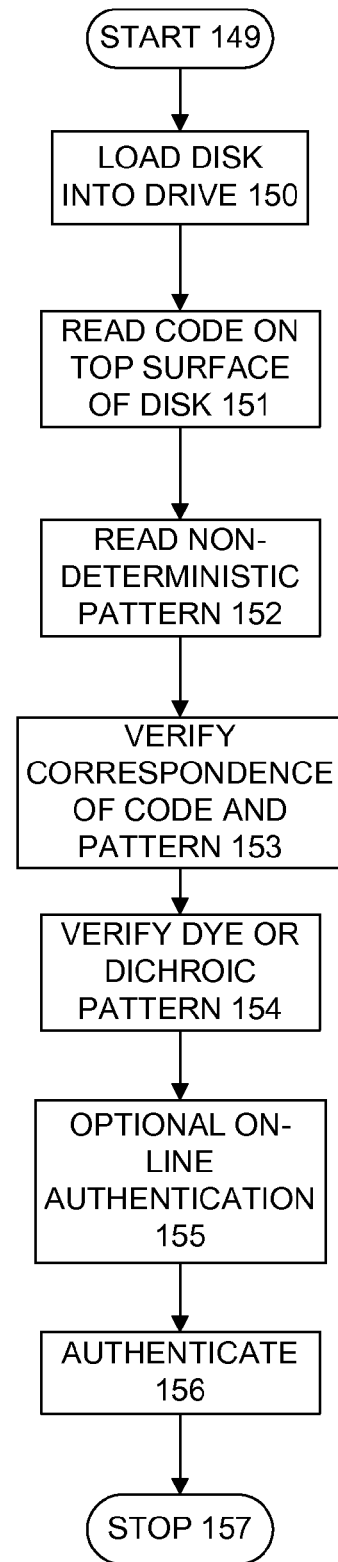 START 149
LOAD DISK
INTO DRIVE 150
READ CODE ON
TOP SURFACE
OF DISK 151
READ NON-
DETERMINISTIC
PATTERN 152
VERIFY
CORRESPONDENCE
OF CODE AND
PATTERN 153
VERIFY DYE OR
DICHROIC
PATTERN 154
OPTIONAL ON-
LINE
AUTHENTICATION
155
AUTHENTICATE
156
STOP 157